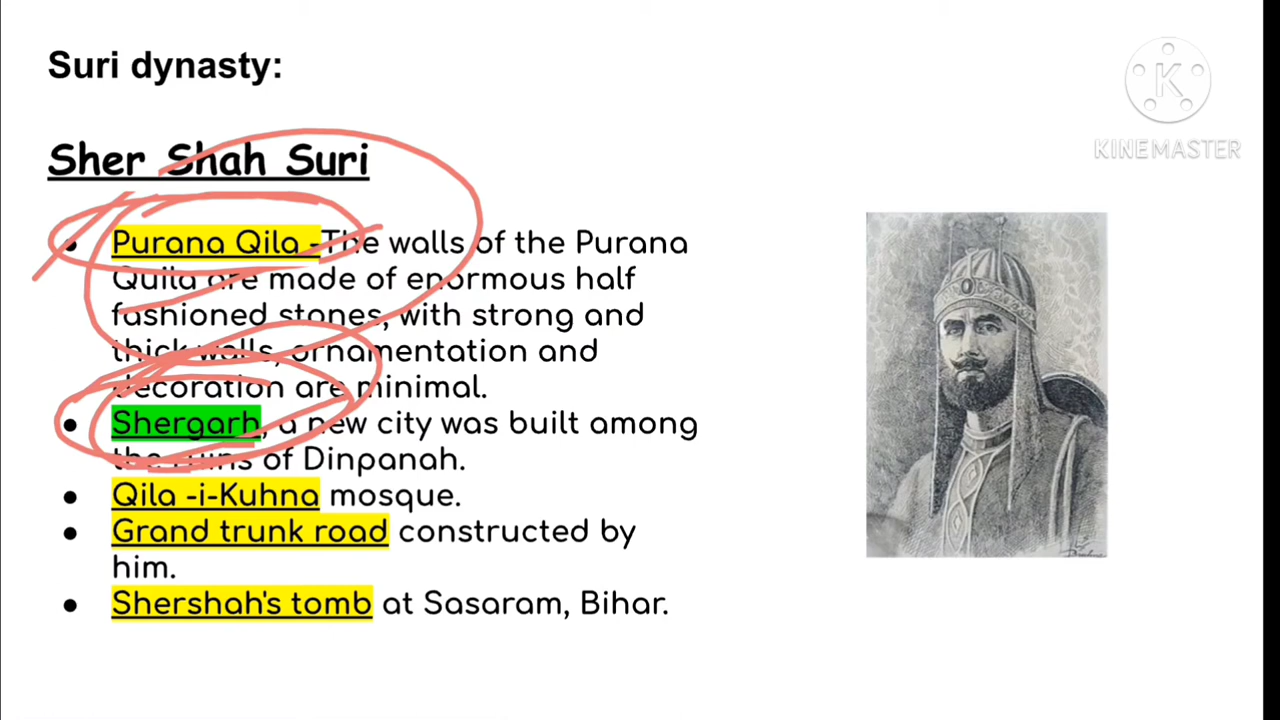 Suri dynasty:
K
KINEMASTER
Sher Shah Suri
● Purana Qila -The walls of the Purana
Quila are made of enormous half
fashioned stones, with strong and
thick walls, ornamentation and
decoration are minimal.
● Shergarh, a new city was built among
the ruins of Dinpanah.
● Qila -i-Kuhna mosque.
● Grand trunk road constructed by
him.
● Shershah's tomb at Sasaram, Bihar.